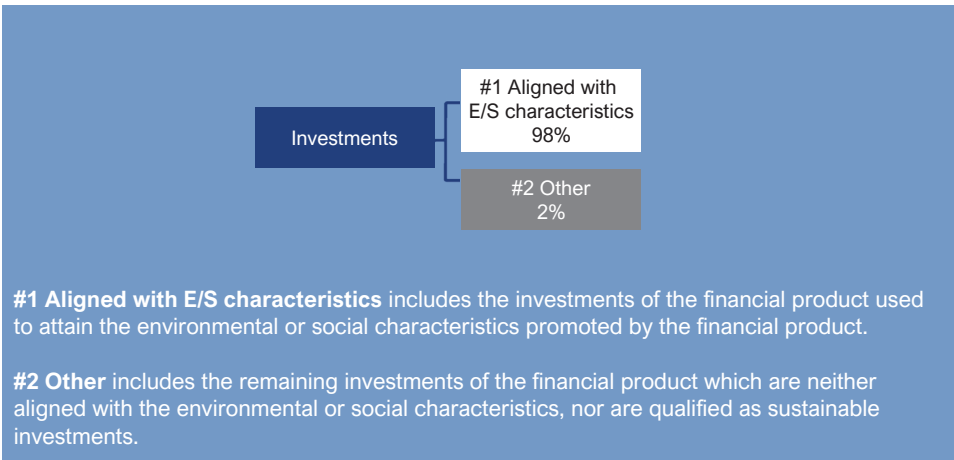 #1 Aligned with
E/S characteristics
98%
Investments
#2 Other
2%
#1 Aligned with E/S characteristics includes the investments of the financial product used
to attain the environmental or social characteristics promoted by the financial product.
#2 Other includes the remaining investments of the financial product which are neither
aligned with the environmental or social characteristics, nor are qualified as sustainable
investments.